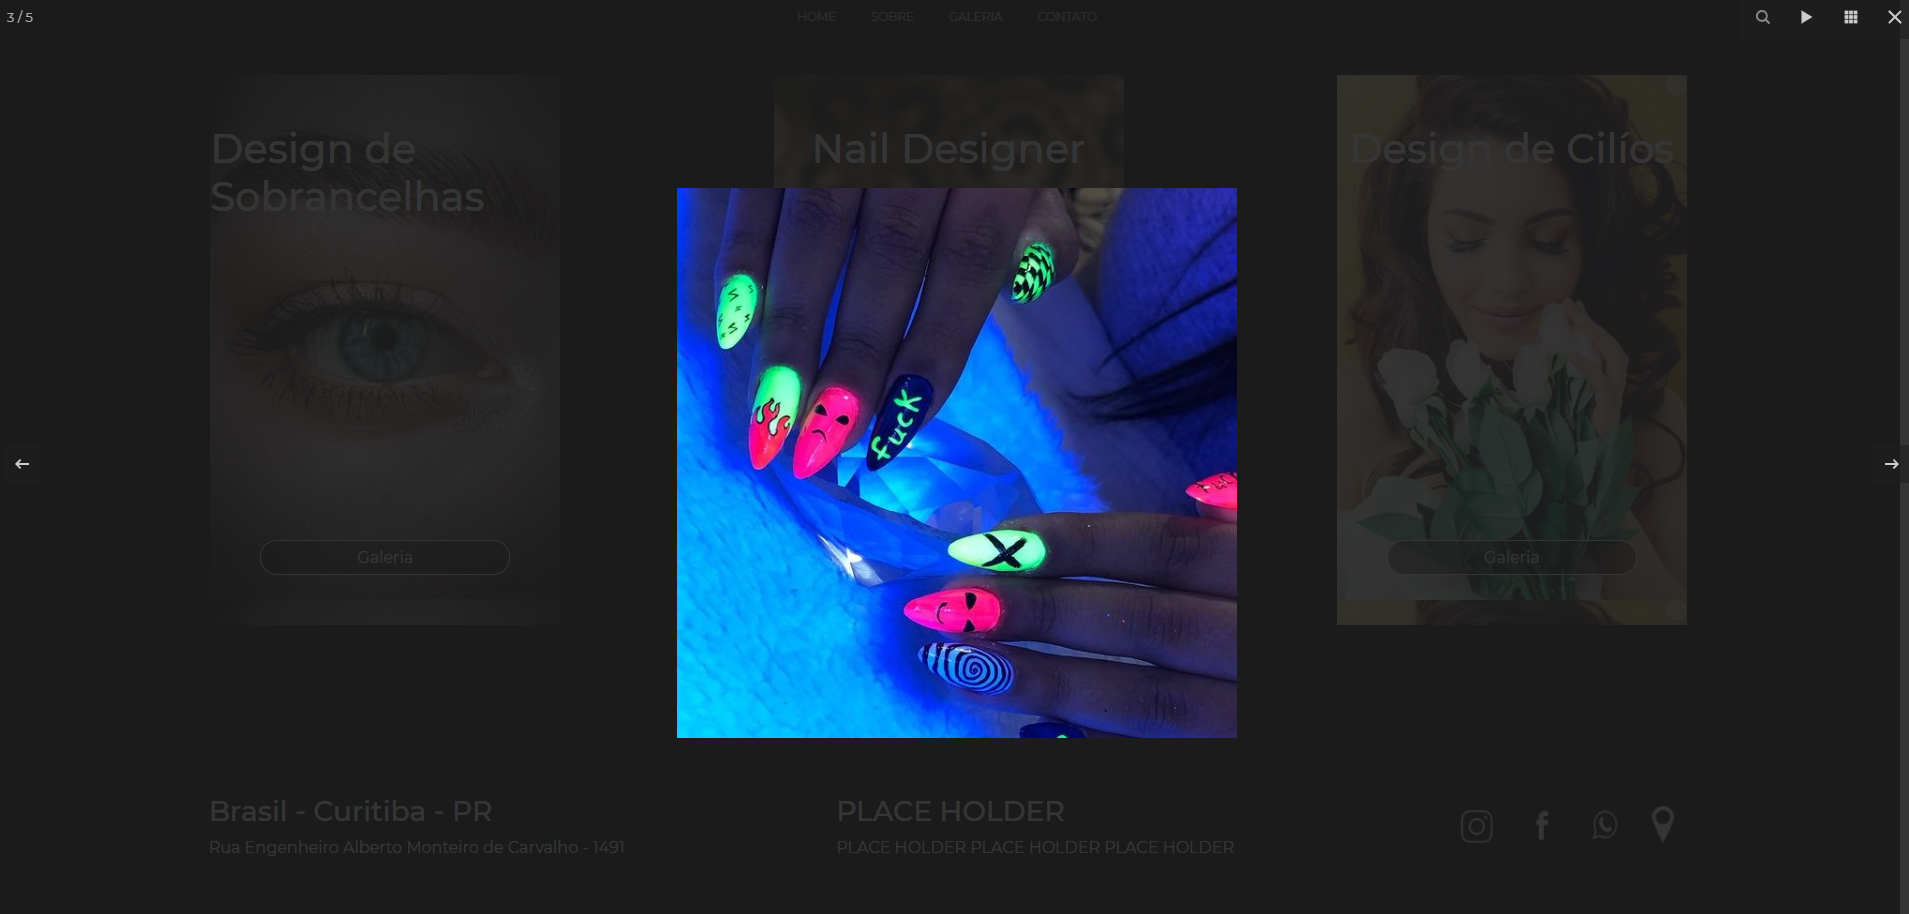 3 / 5
HOME SOBRE GALERIA CONTATO
Design de
Sobrancelhas
Nail Designer
Design de Cilíos
fuck
Galeria
Galeria
Brasil - Curitiba - PR
Rua Engenheiro Alberto Monteiro de Carvalho - 1491
PLACE HOLDER
PLACE HOLDER PLACE HOLDER PLACE HOLDER